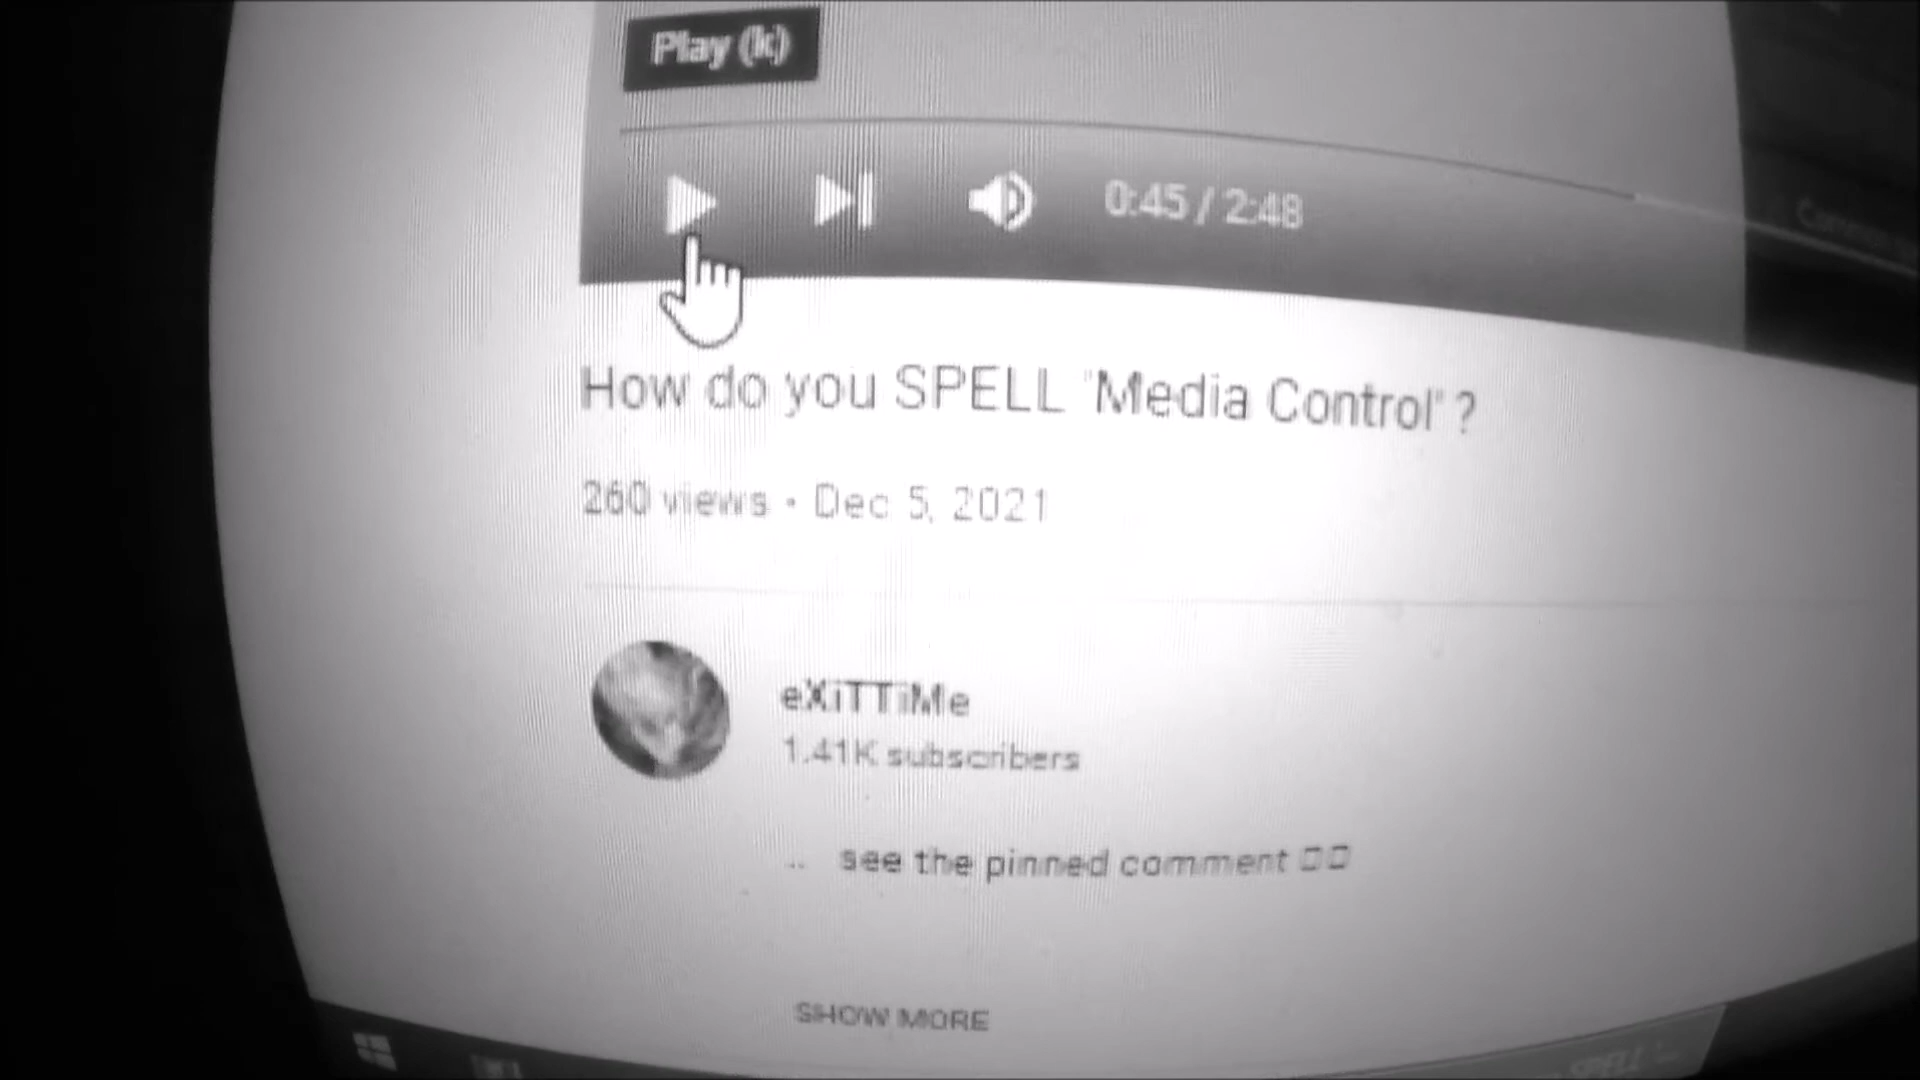 Play (k)
0:45 / 2:48
How do you SPELL "Media Control" ?
260 views • Dec 5, 2021
eXiTTiMe
1.41K subscribers
.. see the pinned comment
SHOW MORE
SPELL